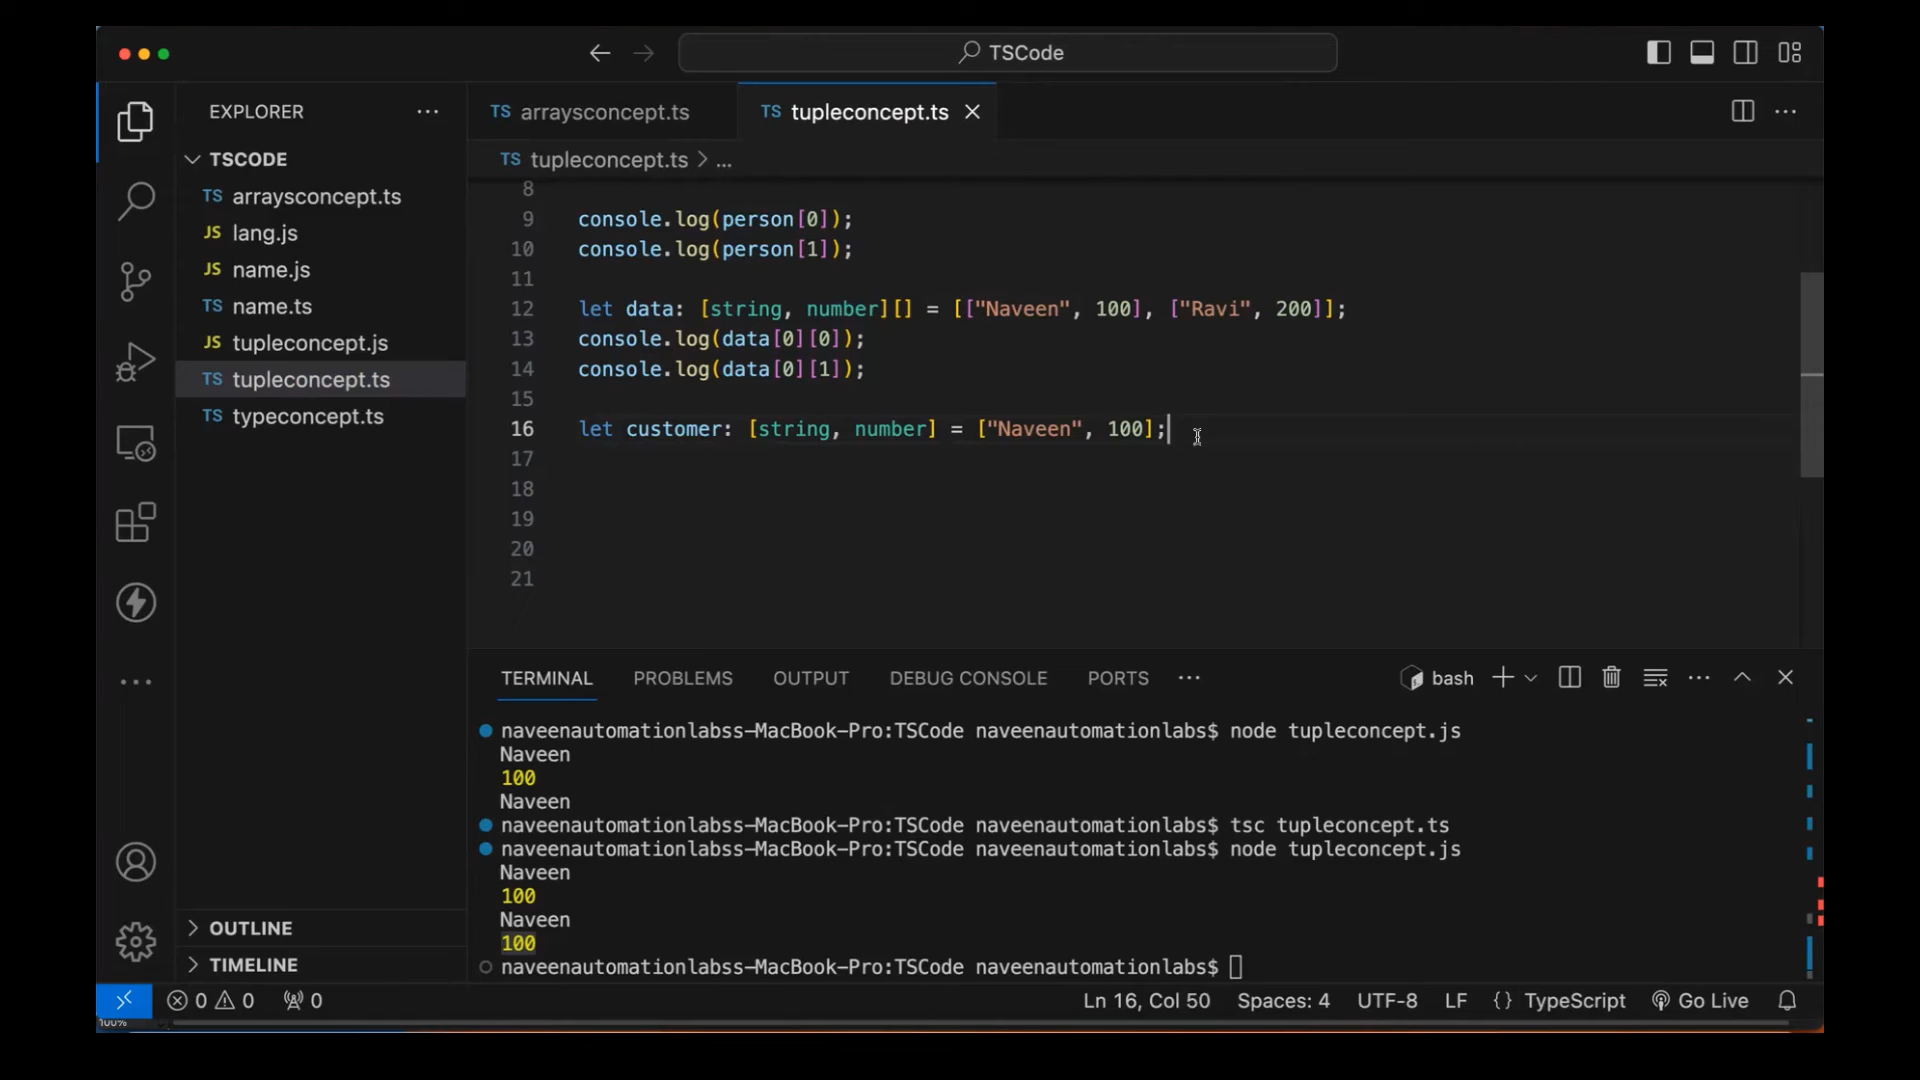 TSCode
EXPLORER
TSCODE
TS arraysconcept.ts
JS lang.js
JS name.js
TS name.ts
JS tupleconcept.js
TS tupleconcept.ts
TS typeconcept.ts
OUTLINE
TIMELINE
TS arraysconcept.ts
TS tupleconcept.ts
TS tupleconcept.ts > ...
8
9 console.log(person[0]);
10 console.log(person[1]);
11
12 let data: [string, number][] = [["Naveen", 100], ["Ravi", 200]];
13 console.log(data[0][0]);
14 console.log(data[0][1]);
15
16 let customer: [string, number] = ["Naveen", 100];
17
18
19
20
21
TERMINAL PROBLEMS OUTPUT DEBUG CONSOLE PORTS ... bash
naveenautomationlabss-MacBook-Pro:TSCode naveenautomationlabs$ node tupleconcept.js
Naveen
100
Naveen
naveenautomationlabss-MacBook-Pro:TSCode naveenautomationlabs$ tsc tupleconcept.ts
naveenautomationlabss-MacBook-Pro:TSCode naveenautomationlabs$ node tupleconcept.js
Naveen
100
Naveen
100
naveenautomationlabss-MacBook-Pro:TSCode naveenautomationlabs$
0 0 0 Ln 16, Col 50 Spaces: 4 UTF-8 LF {} TypeScript Go Live
100%